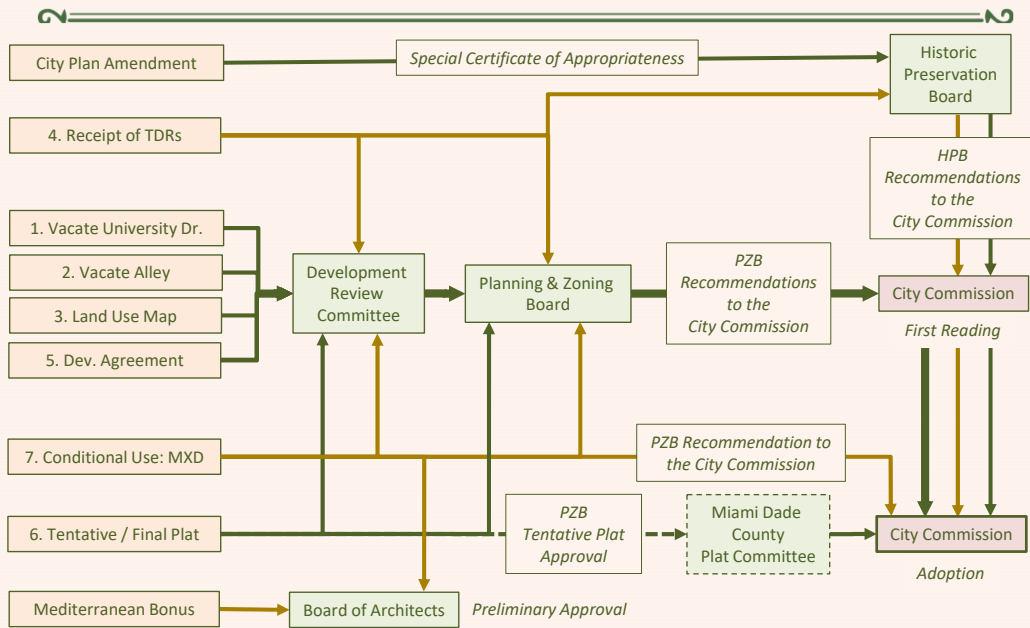 City Plan Amendment
Special Certificate of Appropriateness
Historic
Preservation
Board
4. Receipt of TDRs
HPB
Recommendations
to the
City Commission
1. Vacate University Dr.
2. Vacate Alley
3. Land Use Map
5. Dev. Agreement
Development
Review
Committee
Planning & Zoning
Board
PZB
Recommendations
to the
City Commission
City Commission
First Reading
7. Conditional Use: MXD
PZB Recommendation to
the City Commission
6. Tentative / Final Plat
PZB
Tentative Plat
Approval
Miami Dade
County
Plat Committee
City Commission
Adoption
Mediterranean Bonus
Board of Architects
Preliminary Approval